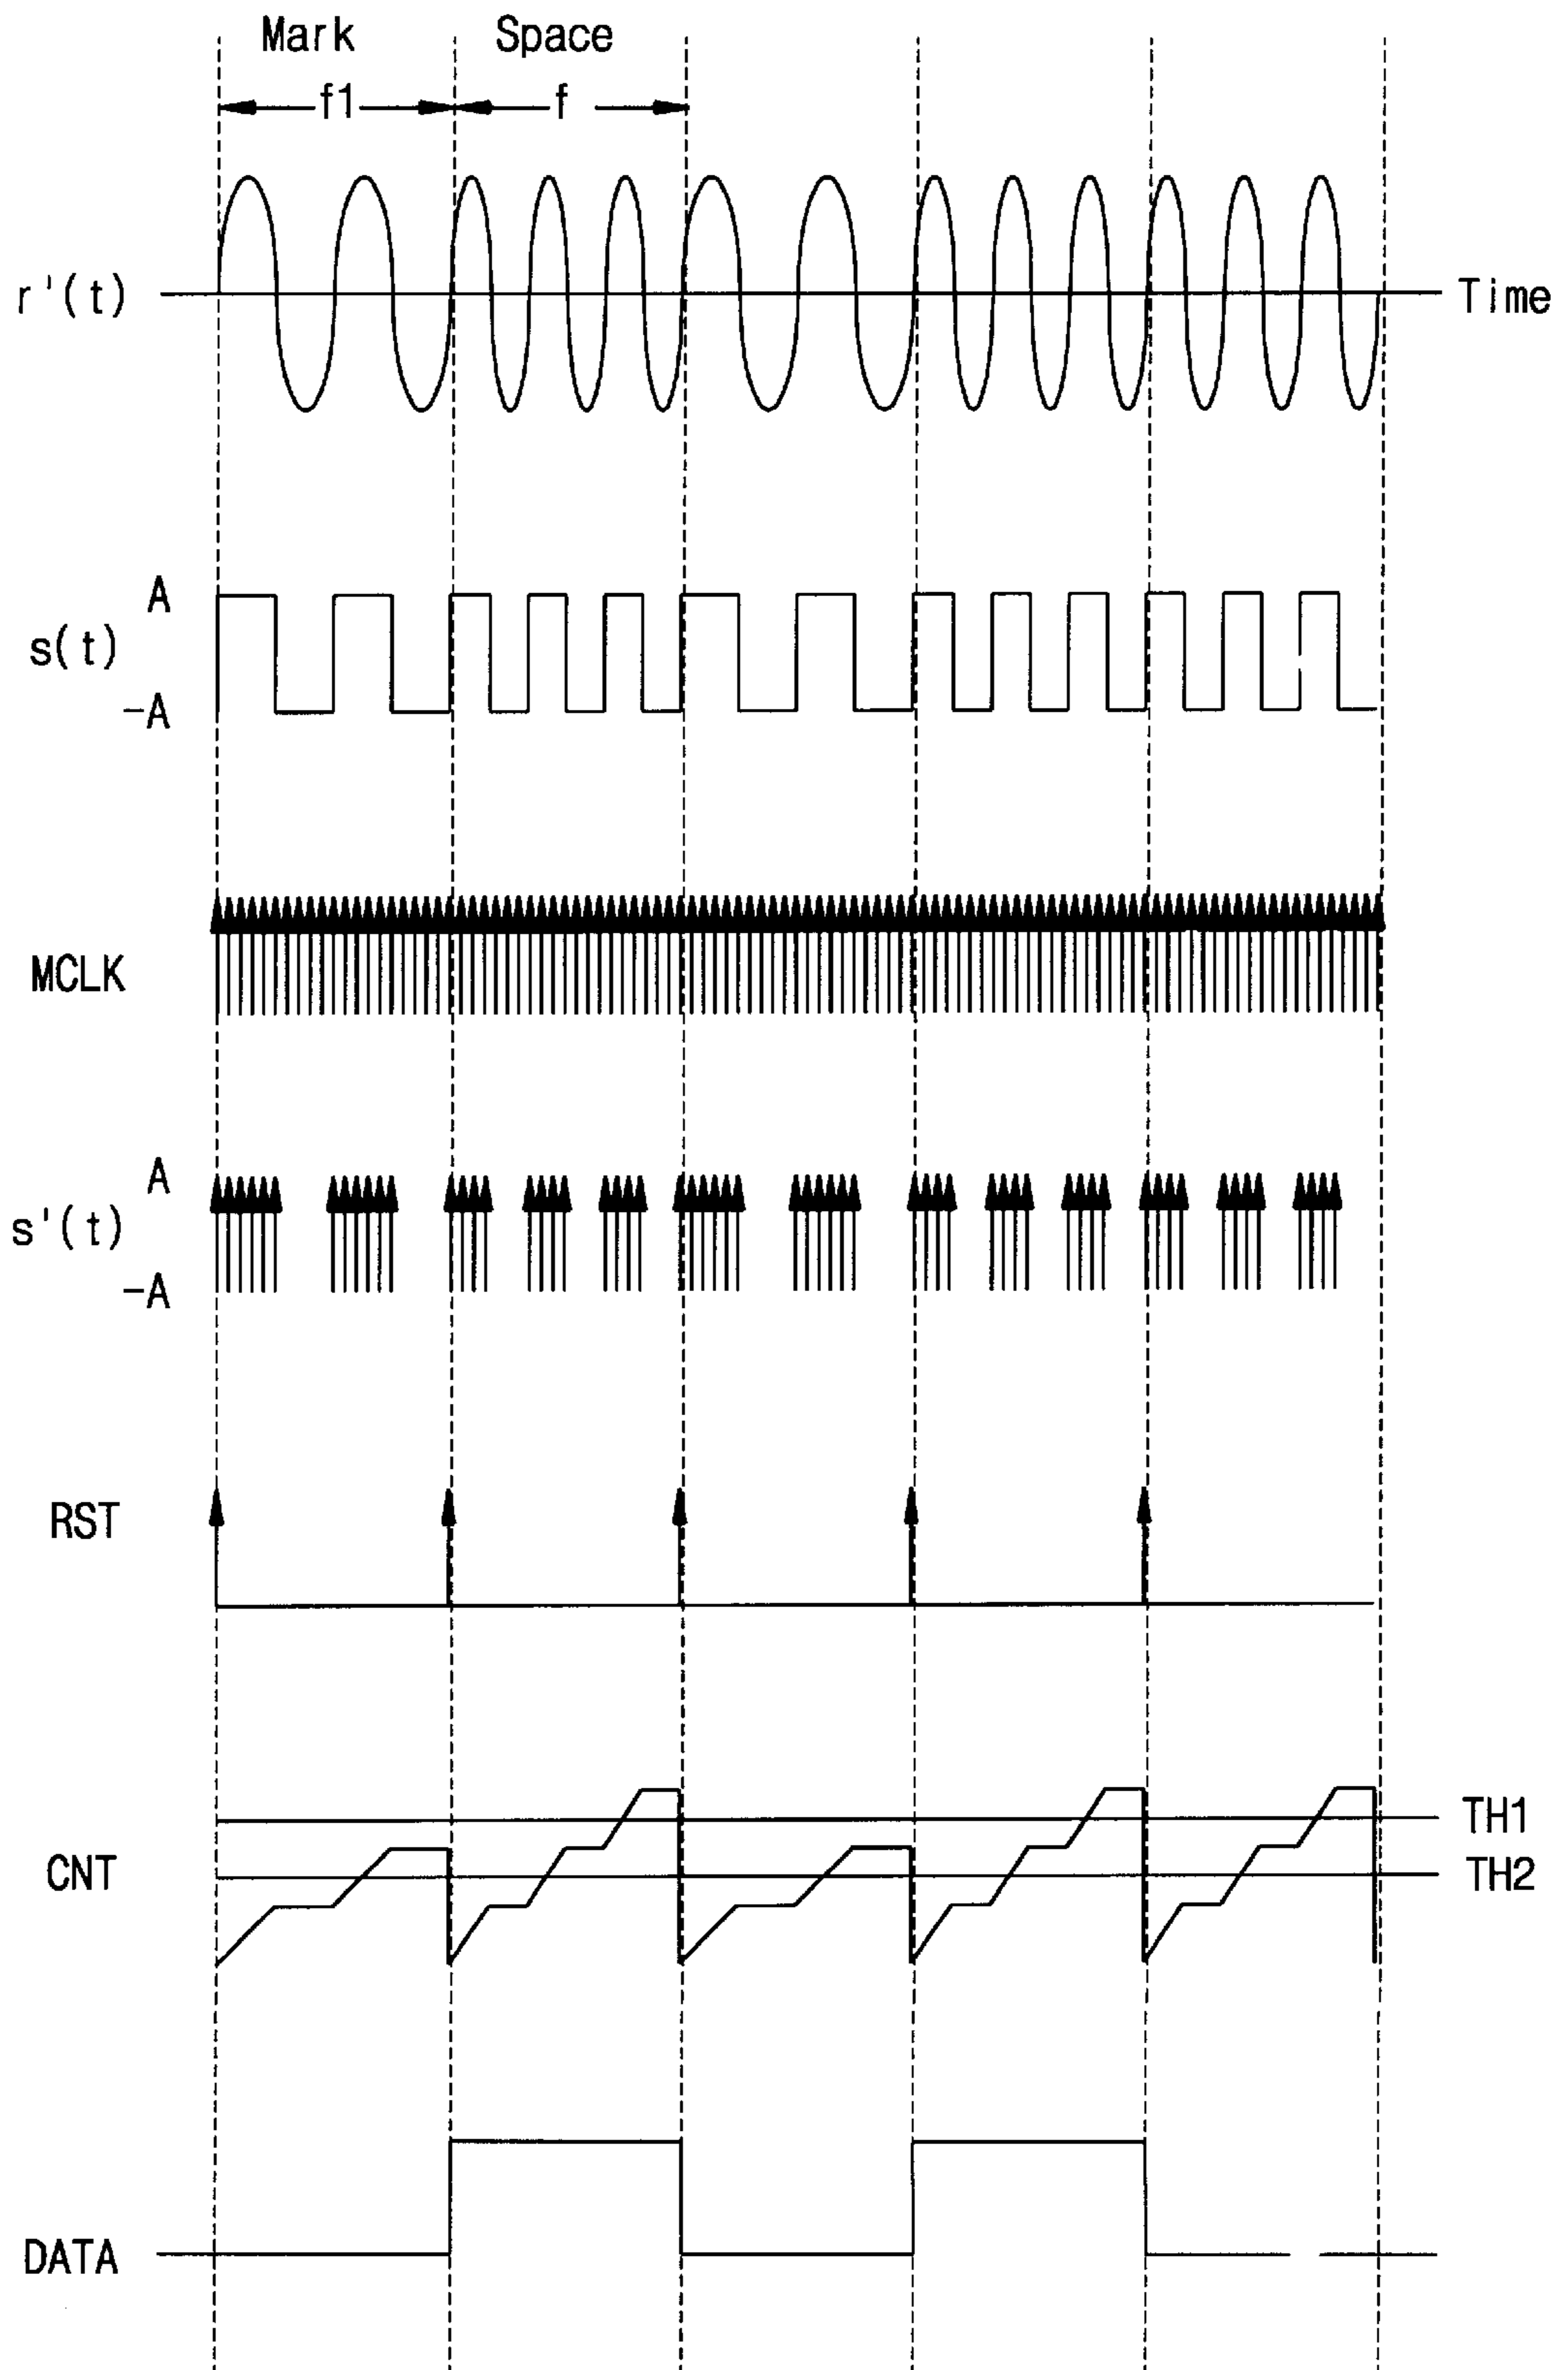 Mark Space
f1 f
r'(t) Time
A
s(t)
-A
MCLK
A
s'(t)
-A
RST
TH1
CNT TH2
DATA